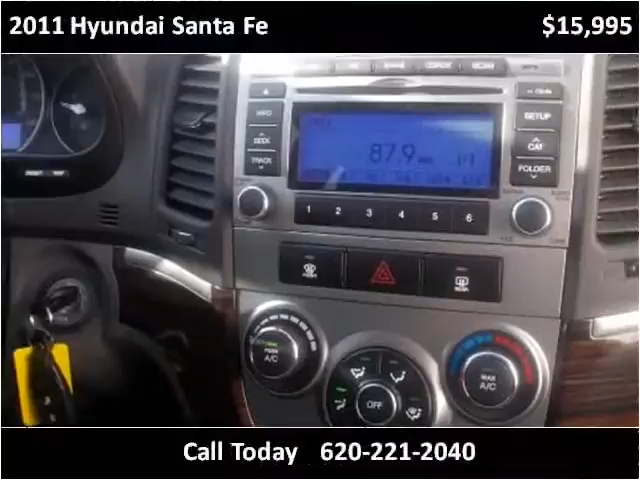 2011 Hyundai Santa Fe $15,995
INFO
SETUP
SEEK
CAT
TRACK
FOLDER
87.9
1 2 3 4 5 6
A/C
OFF
MAX
A/C
Call Today 620-221-2040